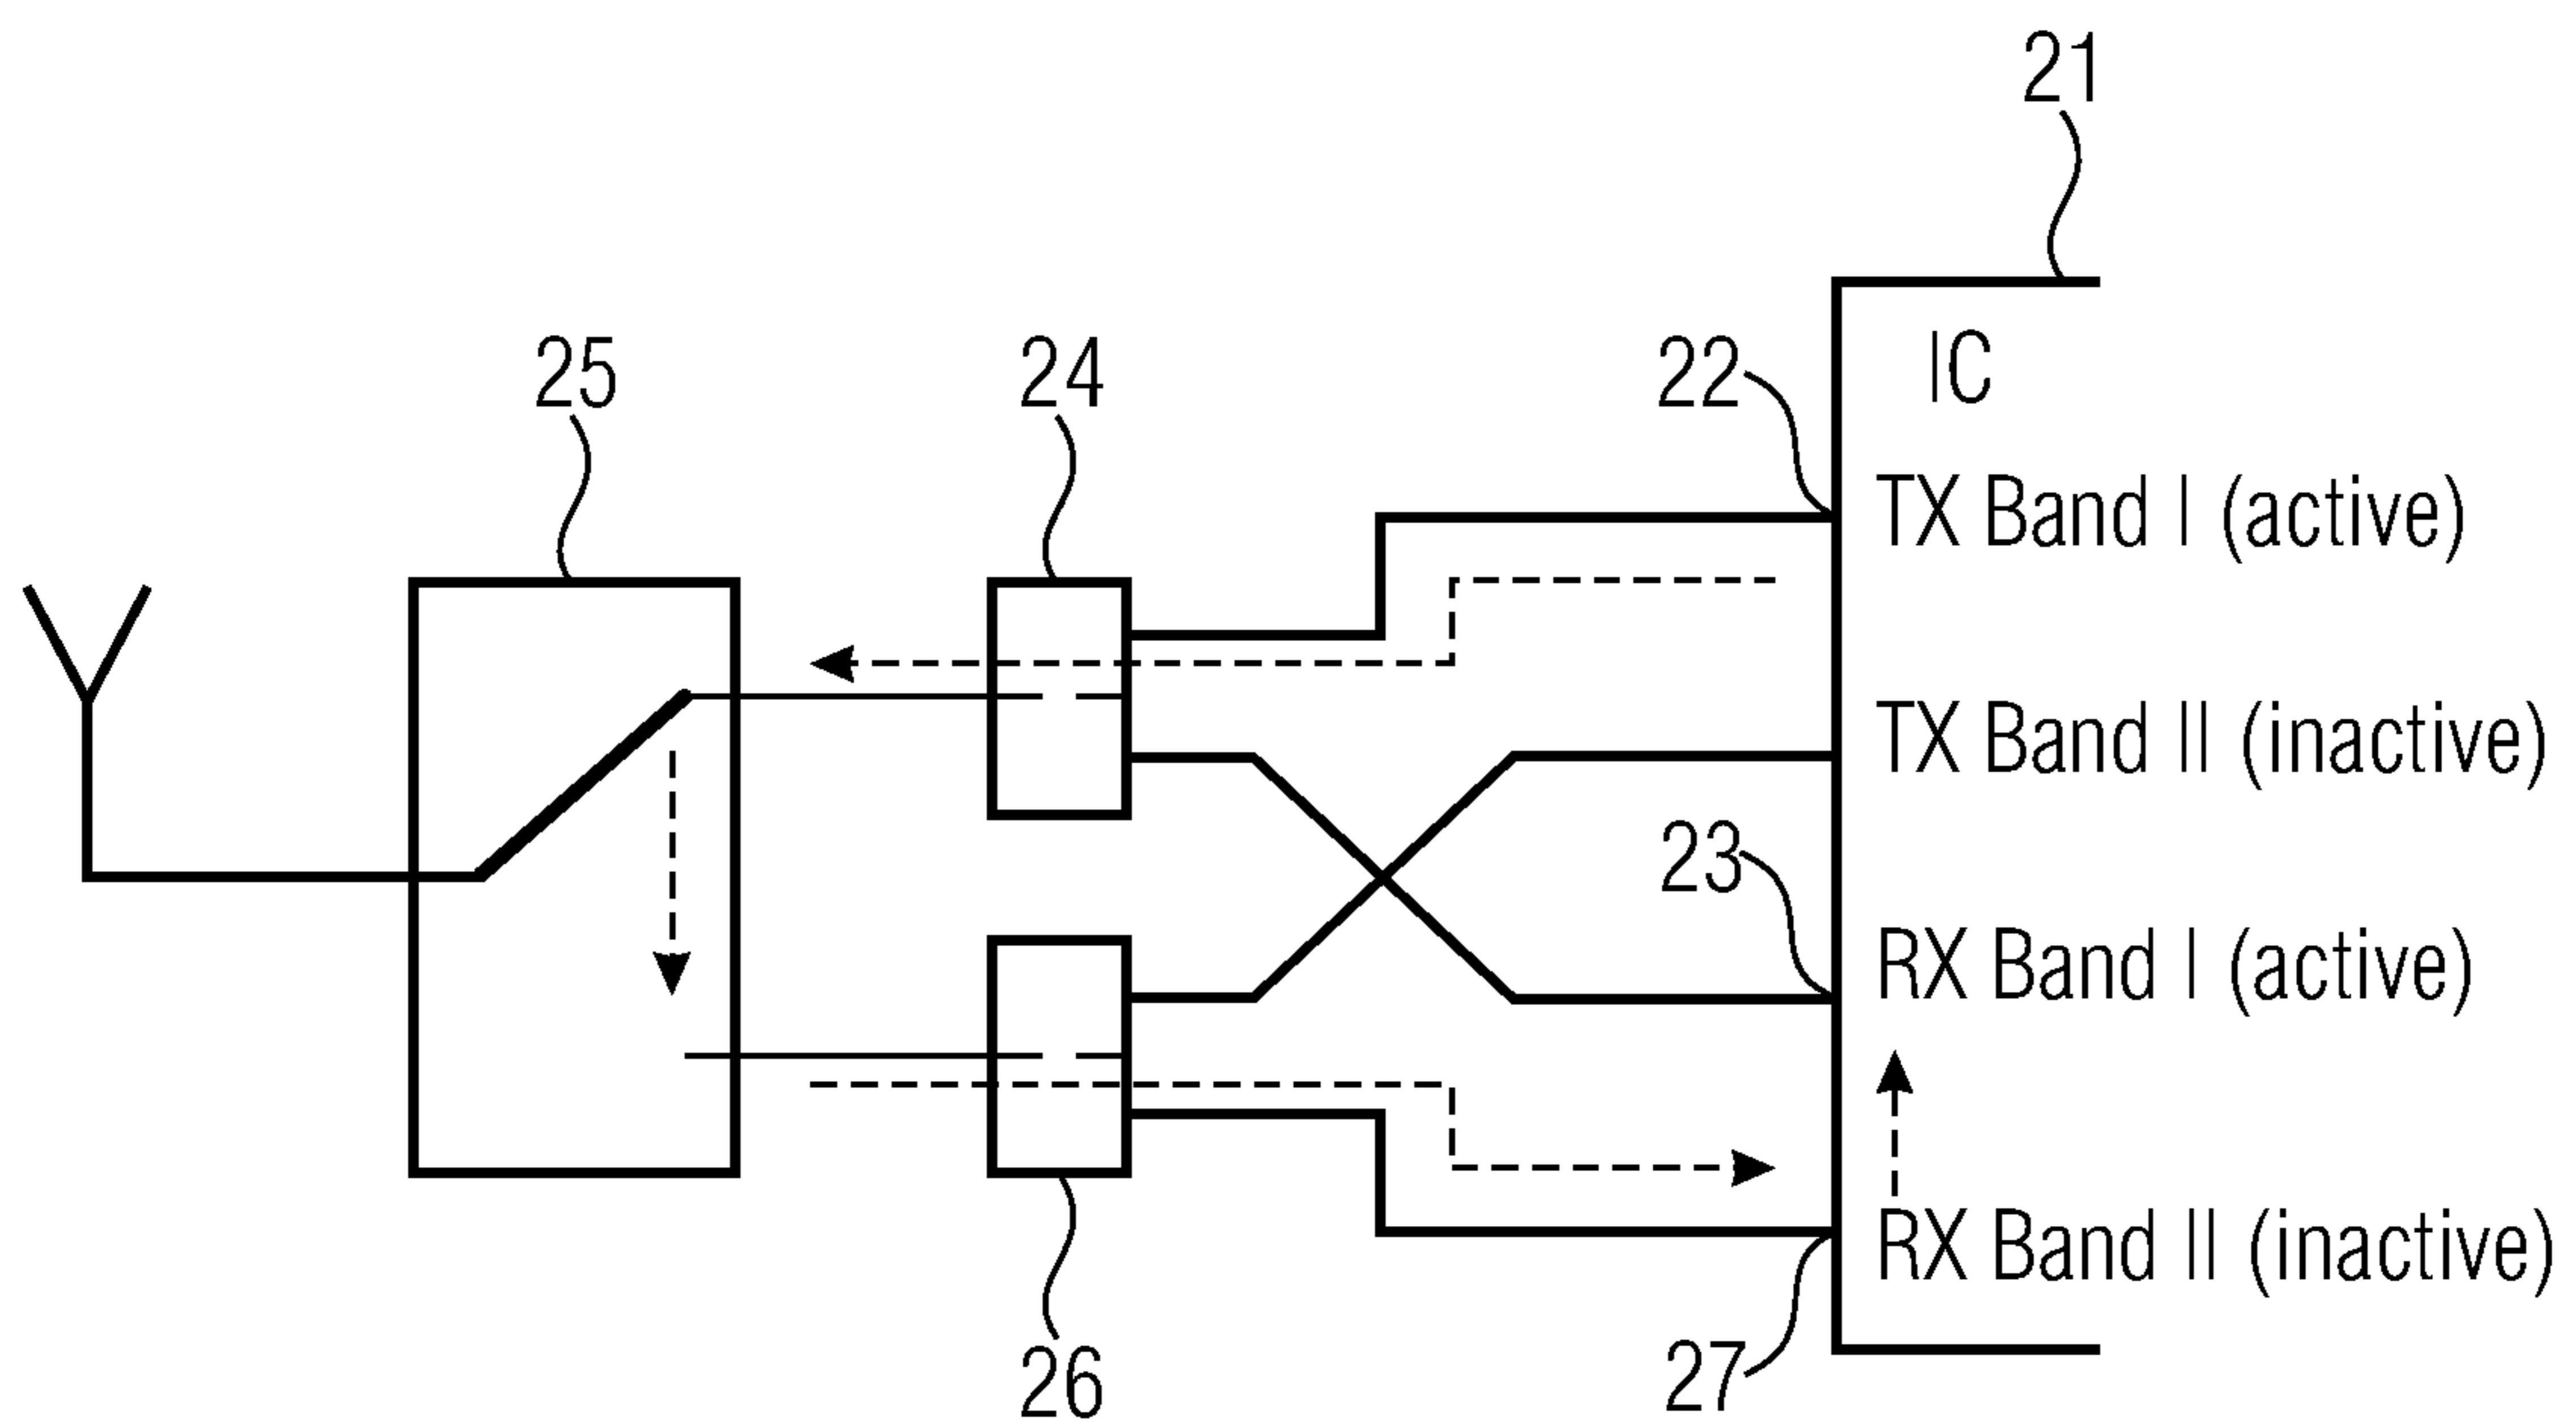 21
25
24
22
IC
TX Band I (active)
TX Band II (inactive)
23
RX Band I (active)
RX Band II (inactive)
26
27